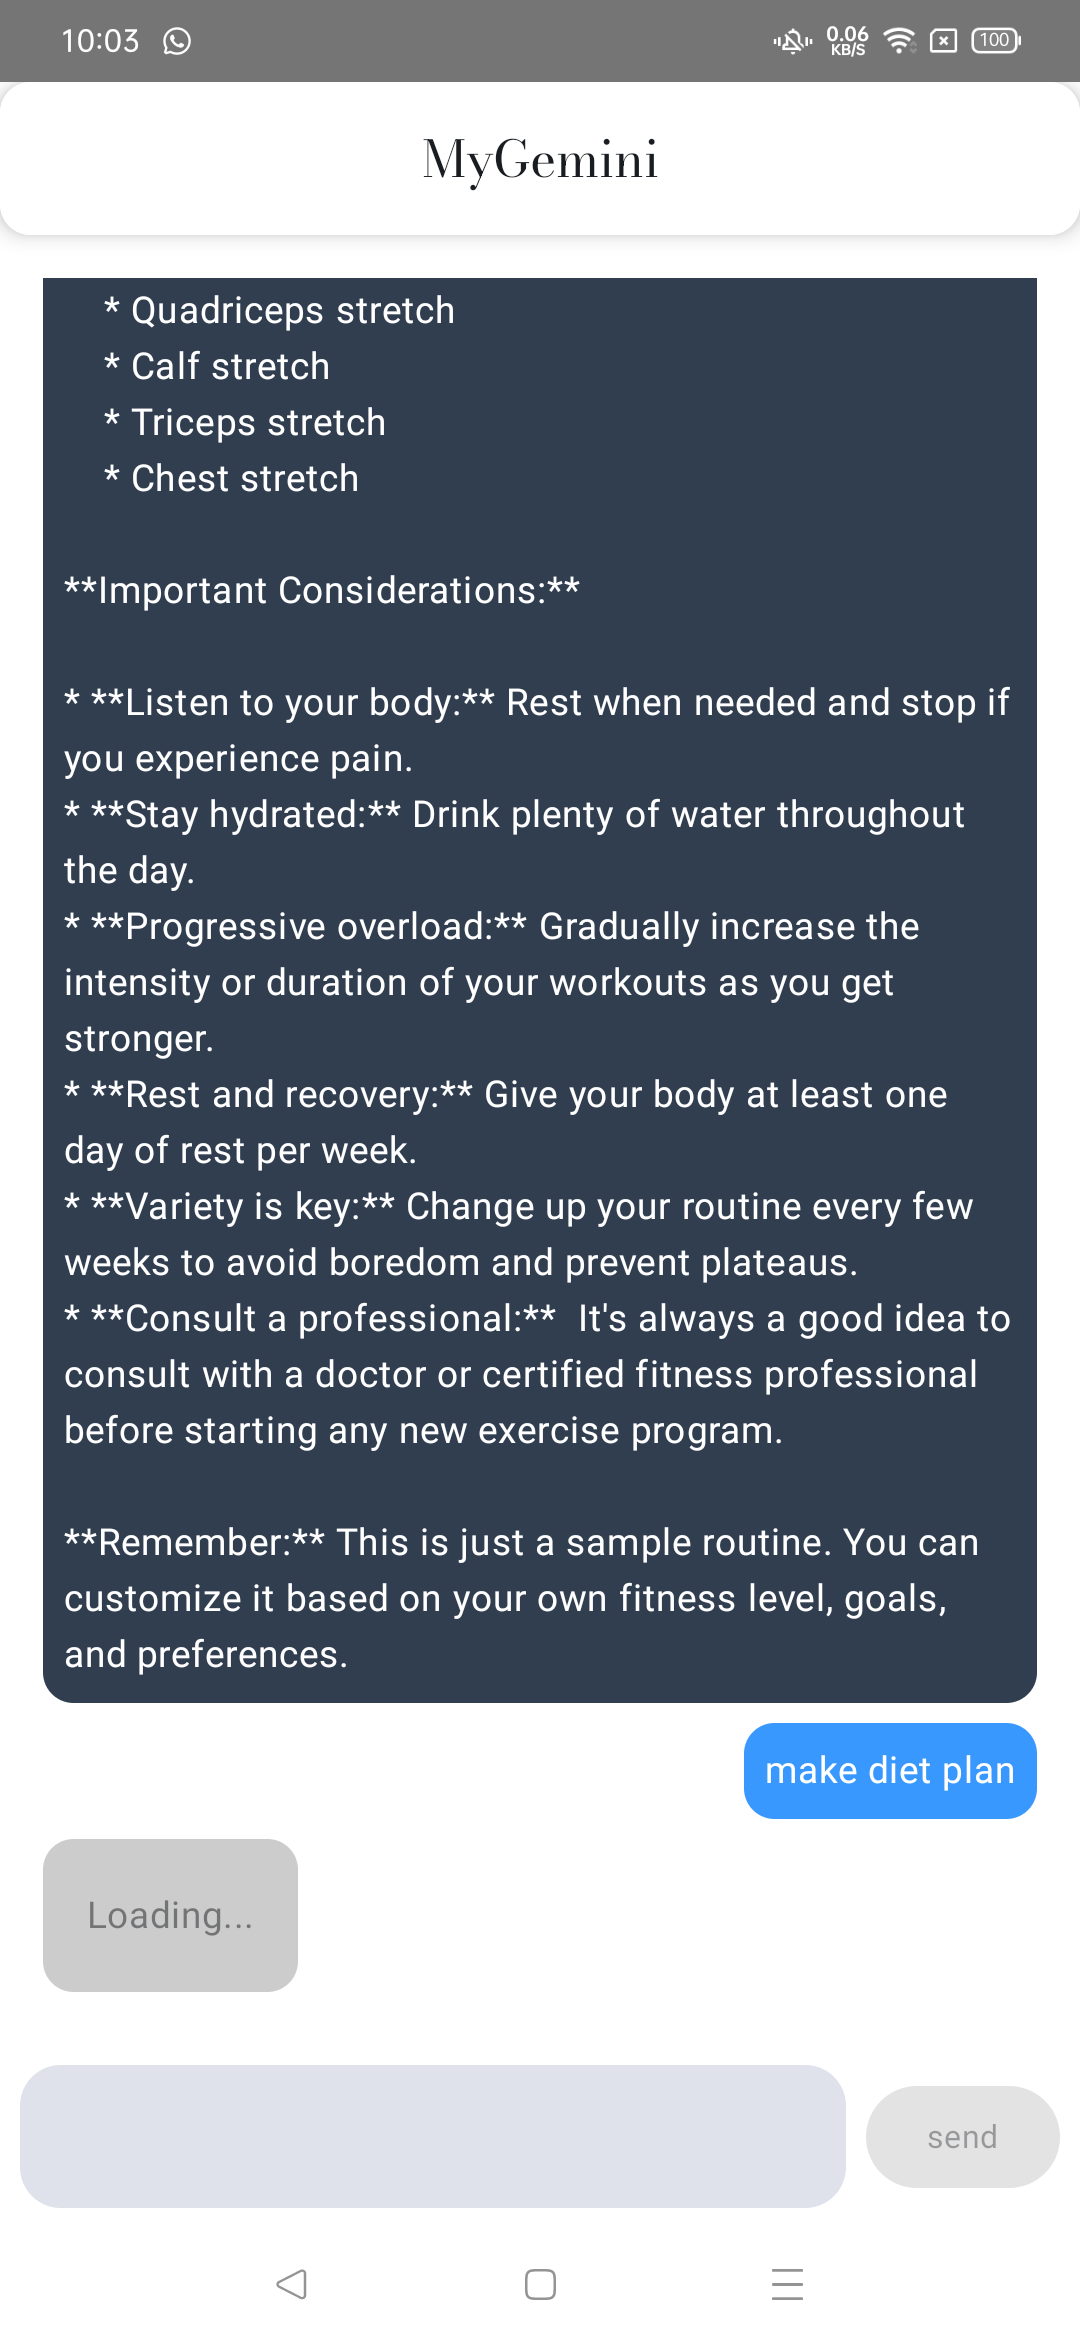 10:03
0.06
KB/S
100
MyGemini
* Quadriceps stretch
* Calf stretch
* Triceps stretch
* Chest stretch
**Important Considerations:**
* **Listen to your body:** Rest when needed and stop if
you experience pain.
* **Stay hydrated:** Drink plenty of water throughout
the day.
* **Progressive overload:** Gradually increase the
intensity or duration of your workouts as you get
stronger.
* **Rest and recovery:** Give your body at least one
day of rest per week.
* **Variety is key:** Change up your routine every few
weeks to avoid boredom and prevent plateaus.
* **Consult a professional:**  It's always a good idea to
consult with a doctor or certified fitness professional
before starting any new exercise program.
**Remember:** This is just a sample routine. You can
customize it based on your own fitness level, goals,
and preferences.
make diet plan
Loading...
send